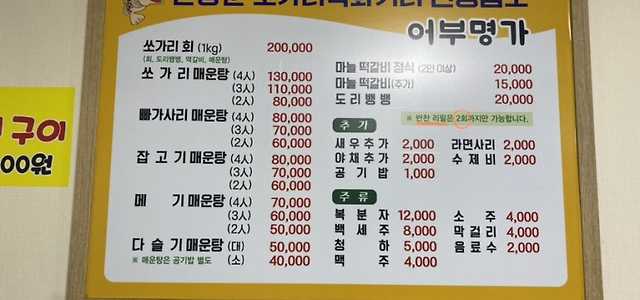 어부명가
쏘가리 회 (1kg) 200,000
(회, 도리뱅뱅, 떡갈비, 매운탕)
쏘 가 리 매운탕 (4人) 130,000
(3人) 110,000
(2人) 80,000
빠가사리 매운탕 (4人) 80,000
(3人) 70,000
(2人) 60,000
잡 고 기 매운탕 (4人) 80,000
(3人) 70,000
(2人) 60,000
메 기 매운탕 (4人) 70,000
(3人) 60,000
(2人) 50,000
다 슬 기 매운탕 (대) 50,000
(소) 40,000
※ 매운탕은 공기밥 별도
마늘 떡갈비 정식 (2인 이상) 20,000
마늘 떡갈비(추가) 15,000
도 리 뱅 뱅 20,000
※ 반찬 리필은 2회까지만 가능합니다.
추 가
새우추가 2,000 라면사리 2,000
야채추가 2,000 수 제 비 2,000
공 기 밥 1,000
주 류
복 분 자 12,000 소 주 4,000
백 세 주 8,000 막걸리 4,000
청 하 5,000 음료수 2,000
맥 주 4,000
구이
00원